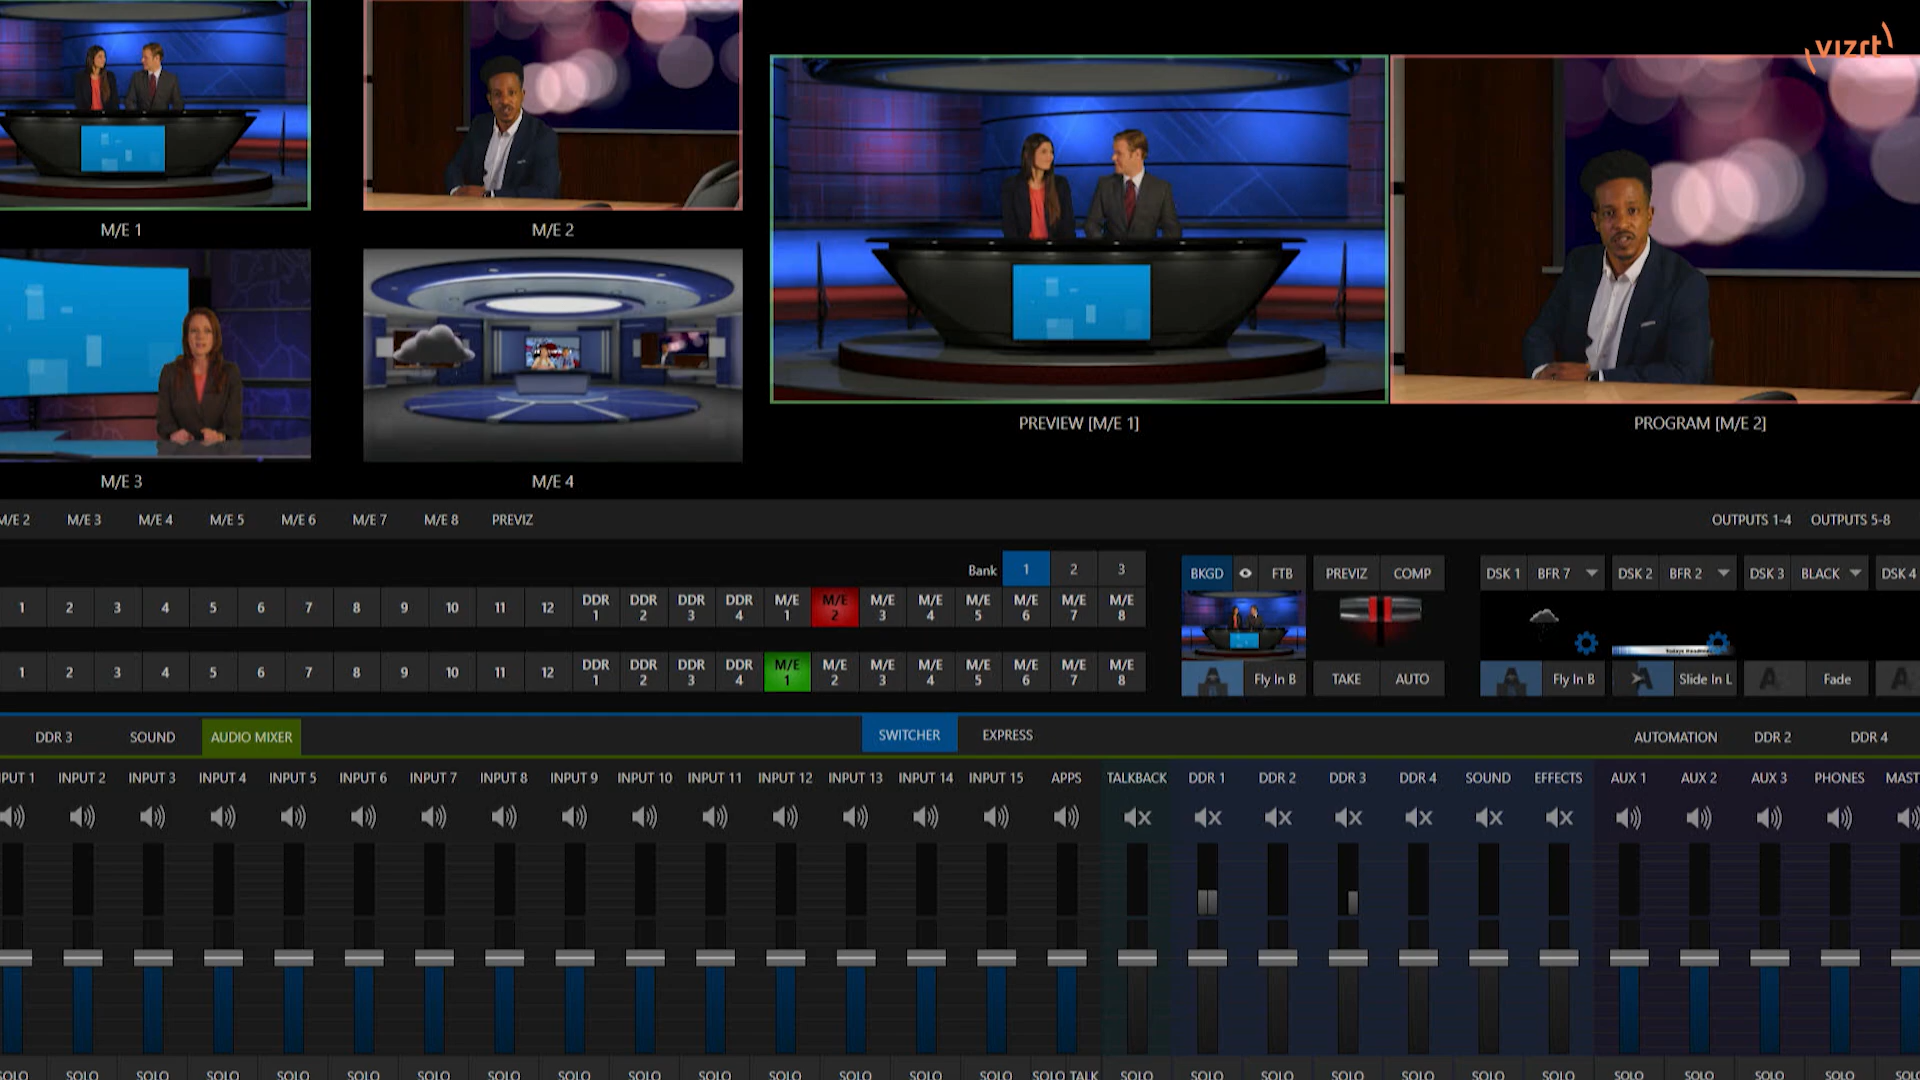 vizrt
M/E 1
M/E 2
PREVIEW [M/E 1]
PROGRAM [M/E 2]
M/E 3
M/E 4
M/E 2 M/E 3 M/E 4 M/E 5 M/E 6 M/E 7 M/E 8 PREVIZ OUTPUTS 1-4 OUTPUTS 5-8
Bank 1 2 3
BKGD FTB PREVIZ COMP DSK 1 BFR 7 DSK 2 BFR 2 DSK 3 BLACK DSK 4
1 2 3 4 5 6 7 8 9 10 11 12 DDR 1 DDR 2 DDR 3 DDR 4 M/E 1 M/E 2 M/E 3 M/E 4 M/E 5 M/E 6 M/E 7 M/E 8
1 2 3 4 5 6 7 8 9 10 11 12 DDR 1 DDR 2 DDR 3 DDR 4 M/E 1 M/E 2 M/E 3 M/E 4 M/E 5 M/E 6 M/E 7 M/E 8
Fly In B TAKE AUTO Fly In B Slide In L Fade
DDR 3 SOUND AUDIO MIXER SWITCHER EXPRESS AUTOMATION DDR 2 DDR 4
PUT 1 INPUT 2 INPUT 3 INPUT 4 INPUT 5 INPUT 6 INPUT 7 INPUT 8 INPUT 9 INPUT 10 INPUT 11 INPUT 12 INPUT 13 INPUT 14 INPUT 15 APPS TALKBACK DDR 1 DDR 2 DDR 3 DDR 4 SOUND EFFECTS AUX 1 AUX 2 AUX 3 PHONES MAST
SOLO SOLO SOLO SOLO SOLO SOLO SOLO SOLO SOLO SOLO SOLO SOLO SOLO SOLO SOLO SOLO TALK SOLO SOLO SOLO SOLO SOLO SOLO SOLO SOLO SOLO SOLO SOLO SOLO